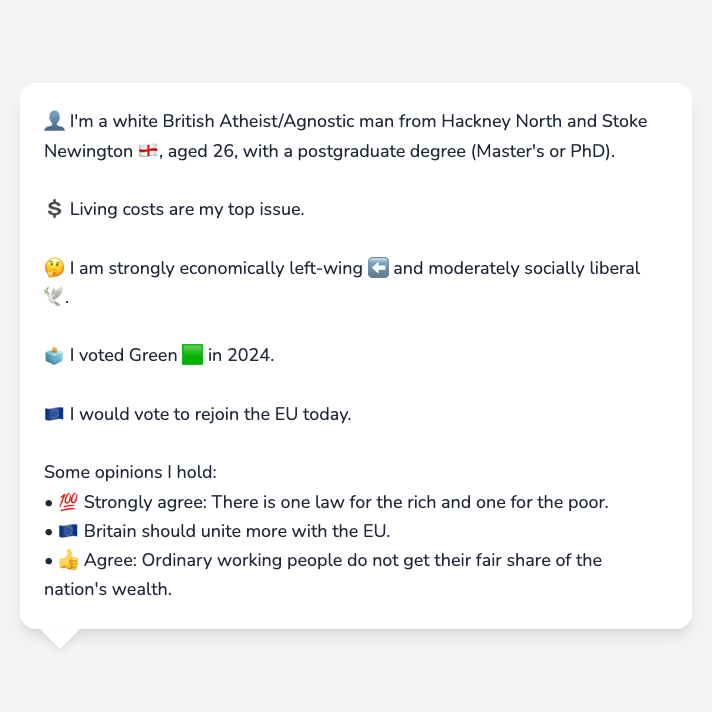 👤 I'm a white British Atheist/Agnostic man from Hackney North and Stoke
Newington 🏴󠁧󠁢󠁥󠁮󠁧󠁿, aged 26, with a postgraduate degree (Master's or PhD).
💲 Living costs are my top issue.
🤔 I am strongly economically left-wing ⬅️ and moderately socially liberal
🕊️.
🗳️ I voted Green 🟩 in 2024.
🇪🇺 I would vote to rejoin the EU today.
Some opinions I hold:
• 💯 Strongly agree: There is one law for the rich and one for the poor.
• 🇪🇺 Britain should unite more with the EU.
• 👍 Agree: Ordinary working people do not get their fair share of the
nation's wealth.